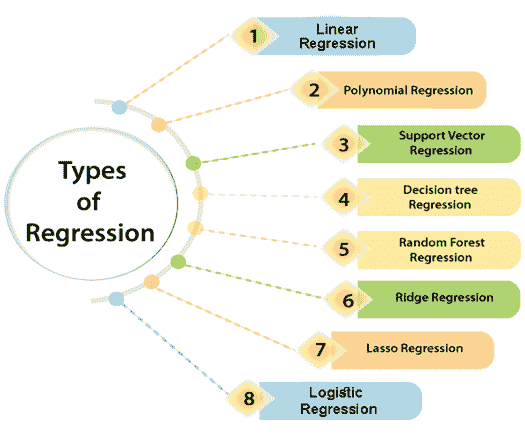 Types
of
Regression
1
Linear
Regression
2
Polynomial Regression
3
Support Vector
Regression
4
Decision tree
Regression
5
Random Forest
Regression
6
Ridge Regression
7
Lasso Regression
8
Logistic
Regression